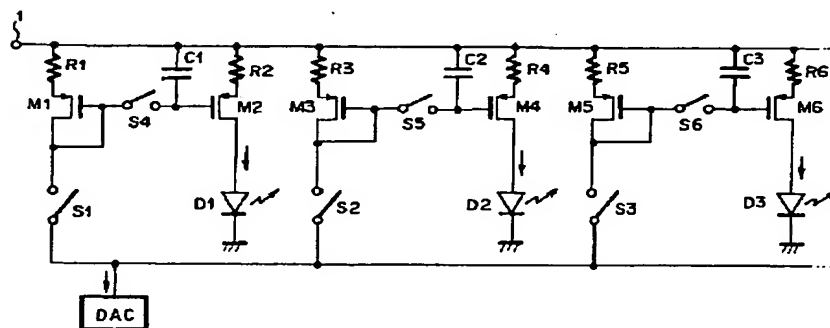 1
R1 C1 R2 R3 C2 R4 R5 C3 R6
M1 S4 M2 M3 S5 M4 M5 S6 M6
S1 D1 S2 D2 S3 D3
DAC